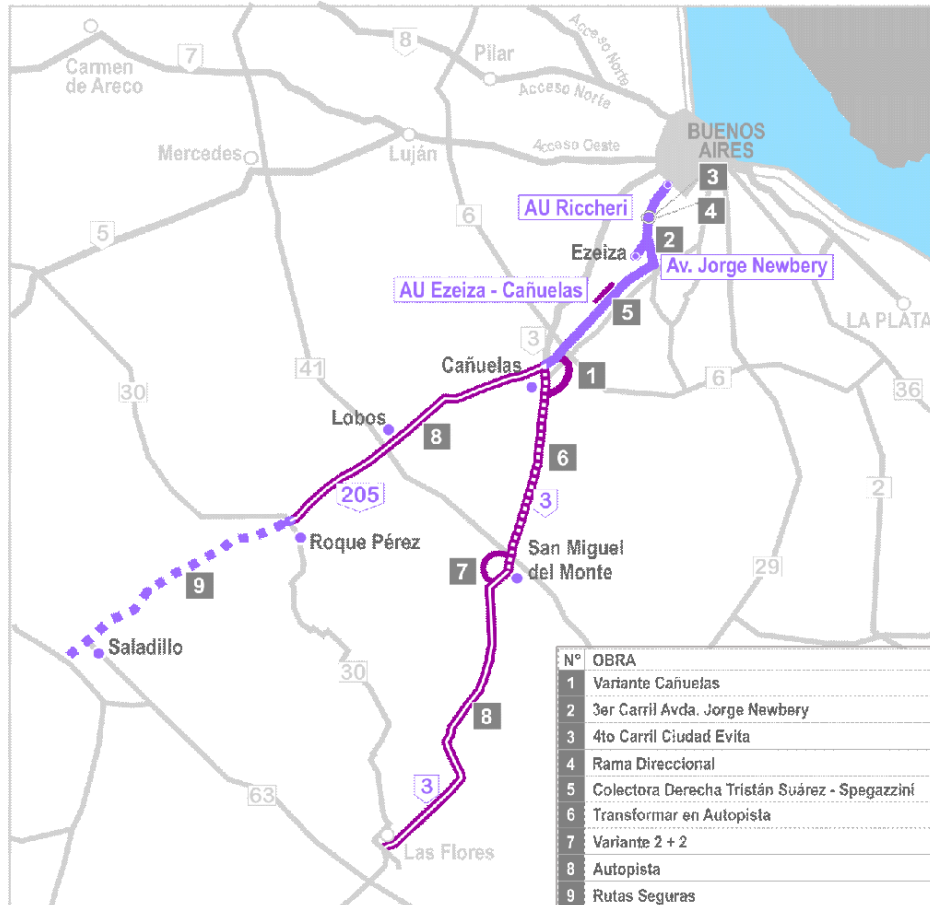 Carmen
de Areco
7
8
Pilar
Acceso Norte
Acceso Norte
BUENOS
AIRES
Mercedes
Luján
Acceso Oeste
3
4
AU Riccheri
6
5
Ezeiza
2
Av. Jorge Newbery
AU Ezeiza - Cañuelas
5
LA PLATA
3
41
Cañuelas
1
6
36
30
Lobos
8
6
205
3
2
Roque Pérez
San Miguel
del Monte
7
29
9
Saladillo
30
8
63
3
Las Flores
N° OBRA
1 Variante Cañuelas
2 3er Carril Avda. Jorge Newbery
3 4to Carril Ciudad Evita
4 Rama Direccional
5 Colectora Derecha Tristán Suárez - Spegazzini
6 Transformar en Autopista
7 Variante 2 + 2
8 Autopista
9 Rutas Seguras